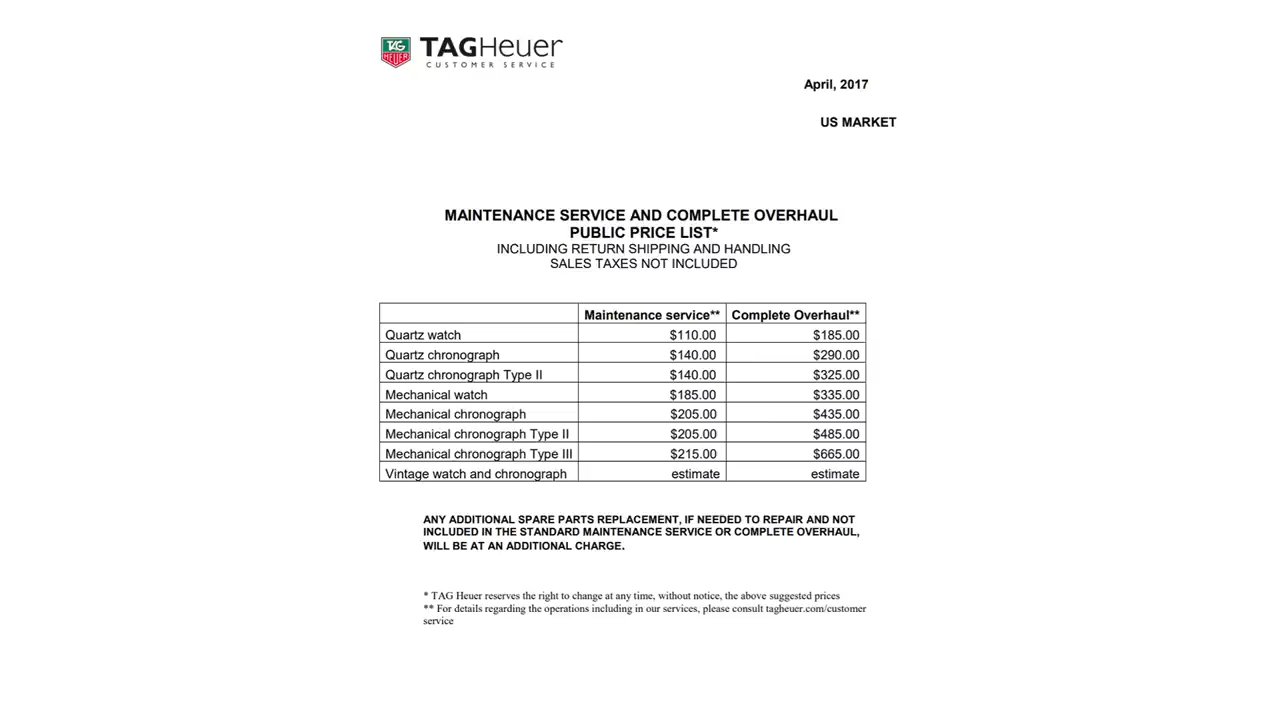 TAG
HEUER
TAGHeuer
CUSTOMER SERVICE
April, 2017
US MARKET
MAINTENANCE SERVICE AND COMPLETE OVERHAUL
PUBLIC PRICE LIST*
INCLUDING RETURN SHIPPING AND HANDLING
SALES TAXES NOT INCLUDED
Maintenance service** Complete Overhaul**
Quartz watch $110.00 $185.00
Quartz chronograph $140.00 $290.00
Quartz chronograph Type II $140.00 $325.00
Mechanical watch $185.00 $335.00
Mechanical chronograph $205.00 $435.00
Mechanical chronograph Type II $205.00 $485.00
Mechanical chronograph Type III $215.00 $665.00
Vintage watch and chronograph estimate estimate
ANY ADDITIONAL SPARE PARTS REPLACEMENT, IF NEEDED TO REPAIR AND NOT
INCLUDED IN THE STANDARD MAINTENANCE SERVICE OR COMPLETE OVERHAUL,
WILL BE AT AN ADDITIONAL CHARGE.
* TAG Heuer reserves the right to change at any time, without notice, the above suggested prices
** For details regarding the operations including in our services, please consult tagheuer.com/customer
service